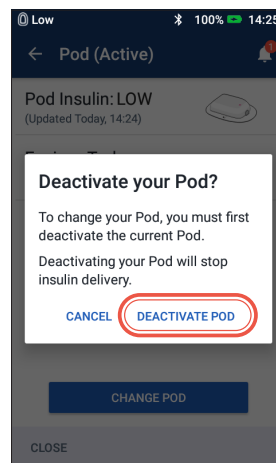 Low 100% 14:25
Pod (Active) 1
Pod Insulin: LOW
(Updated Today, 14:24)
Deactivate your Pod?
To change your Pod, you must first
deactivate the current Pod.
Deactivating your Pod will stop
insulin delivery.
CANCEL DEACTIVATE POD
CHANGE POD
CLOSE